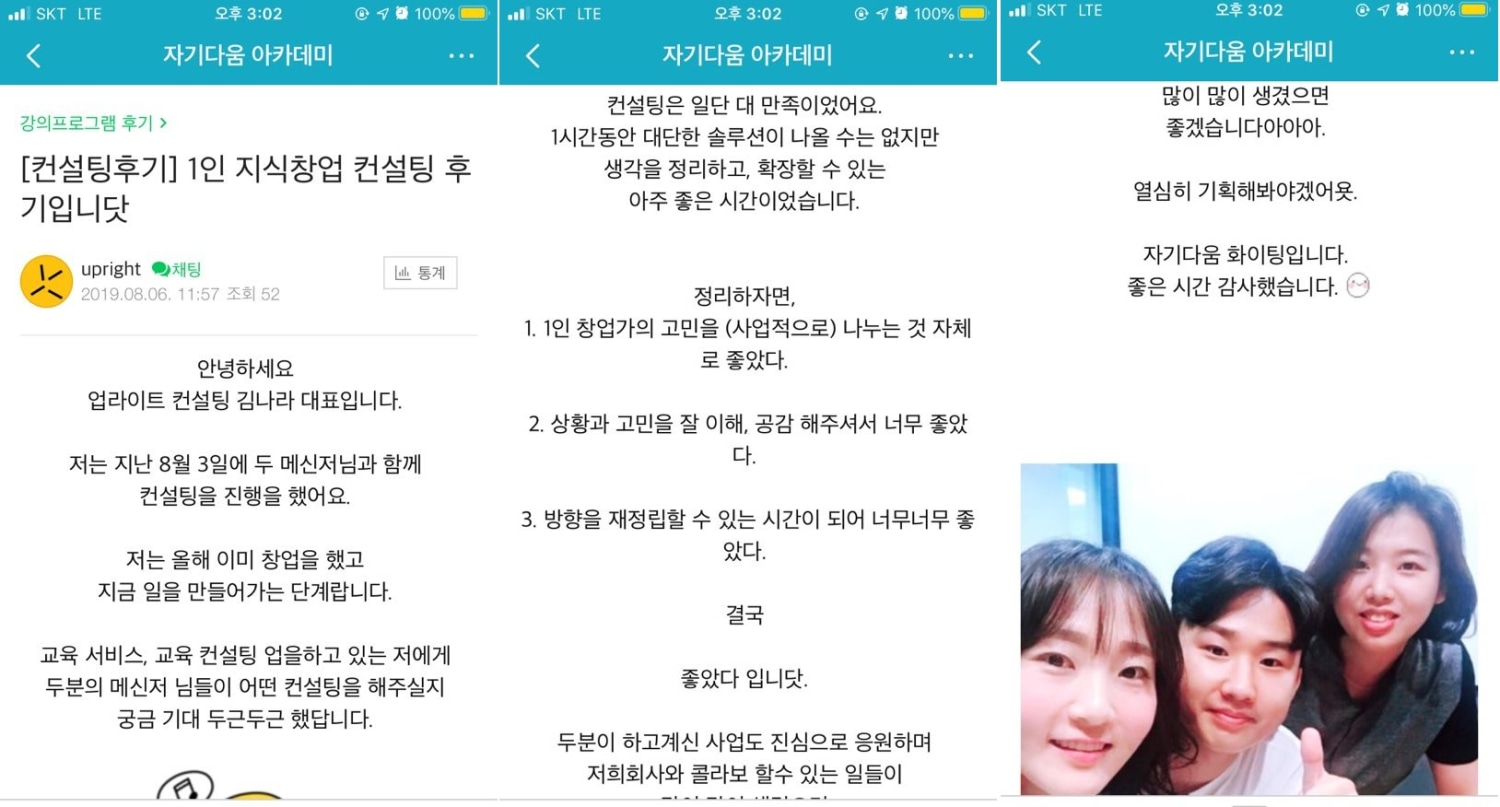 SKT LTE 오후 3:02 100%
자기다움 아카데미
강의프로그램 후기 >
[컨설팅후기] 1인 지식창업 컨설팅 후
기입니닷
upright 채팅
2019.08.06. 11:57 조회 52
통계
안녕하세요
업라이트 컨설팅 김나라 대표입니다.
저는 지난 8월 3일에 두 메신저님과 함께
컨설팅을 진행을 했어요.
저는 올해 이미 창업을 했고
지금 일을 만들어가는 단계랍니다.
교육 서비스, 교육 컨설팅 업을하고 있는 저에게
두분의 메신저 님들이 어떤 컨설팅을 해주실지
궁금 기대 두근두근 했답니다.
SKT LTE 오후 3:02 100%
자기다움 아카데미
컨설팅은 일단 대 만족이었어요.
1시간동안 대단한 솔루션이 나올 수는 없지만
생각을 정리하고, 확장할 수 있는
아주 좋은 시간이었습니다.
정리하자면,
1. 1인 창업가의 고민을 (사업적으로) 나누는 것 자체
로 좋았다.
2. 상황과 고민을 잘 이해, 공감 해주셔서 너무 좋았
다.
3. 방향을 재정립할 수 있는 시간이 되어 너무너무 좋
았다.
결국
좋았다 입니닷.
두분이 하고계신 사업도 진심으로 응원하며
저희회사와 콜라보 할수 있는 일들이
SKT LTE 오후 3:02 100%
자기다움 아카데미
많이 많이 생겼으면
좋겠습니다아아아.
열심히 기획해봐야겠어욧.
자기다움 화이팅입니다.
좋은 시간 감사했습니다.